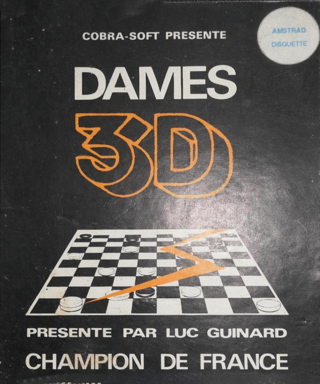 COBRA-SOFT PRESENTE
AMSTRAD
DISQUETTE
DAMES
3D
PRESENTE PAR LUC GUINARD
CHAMPION DE FRANCE